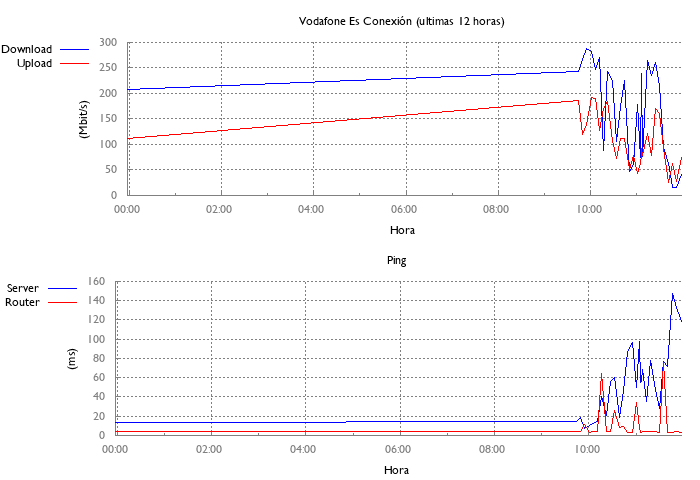 Vodafone Es Conexión (ultimas 12 horas)
Download
Upload
(Mbit/s)
300
250
200
150
100
50
0
00:00 02:00 04:00 06:00 08:00 10:00
Hora
Ping
Server
Router
(ms)
160
140
120
100
80
60
40
20
0
00:00 02:00 04:00 06:00 08:00 10:00
Hora